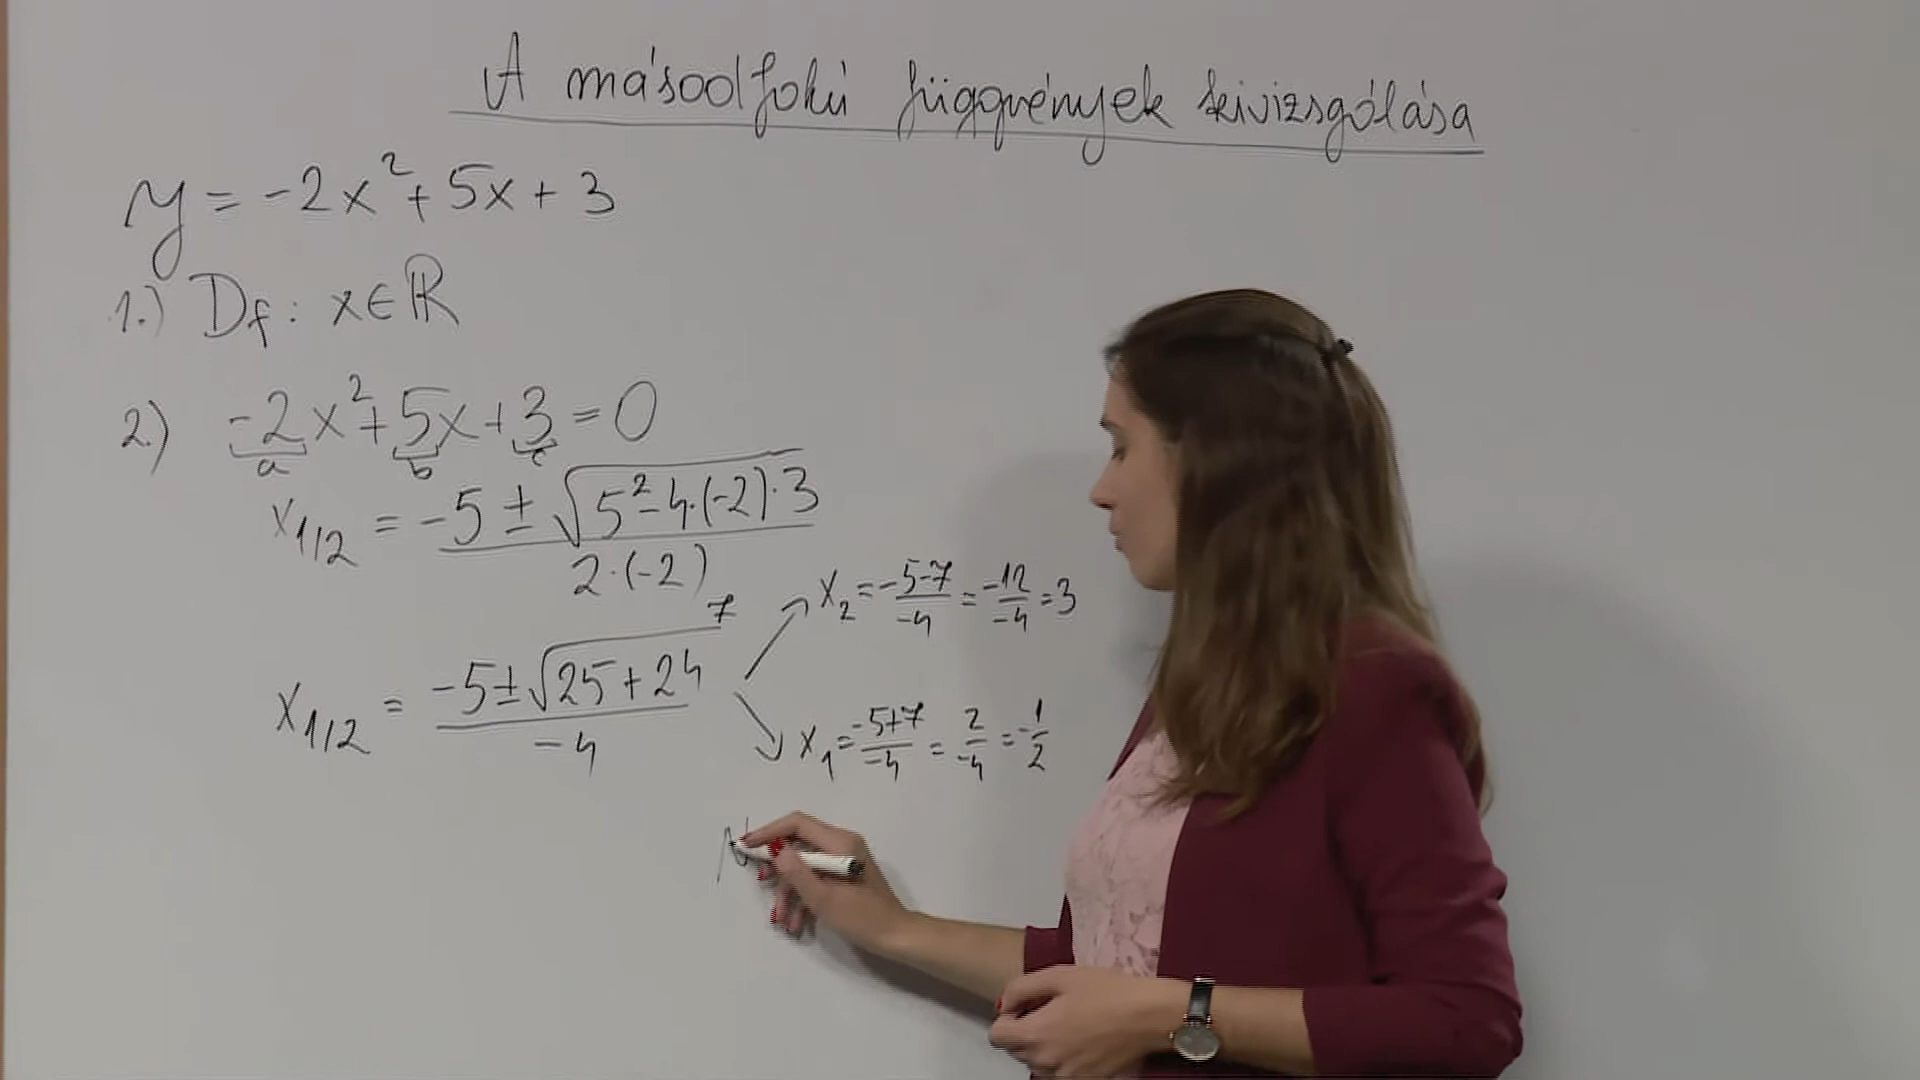 A másodfokú függvények kivizsgálása
y = -2x² + 5x + 3
1.) Df: x∈ℝ
2.) -2x² + 5x + 3 = 0
a b c
x₁/₂ = (-5 ± √(5² - 4·(-2)·3)) / (2·(-2))
7
x₂ = (-5-7)/(-4) = (-12)/(-4) = 3
x₁/₂ = (-5 ± √(25 + 24)) / (-4)
x₁ = (-5+7)/(-4) = 2/(-4) = -1/2
N